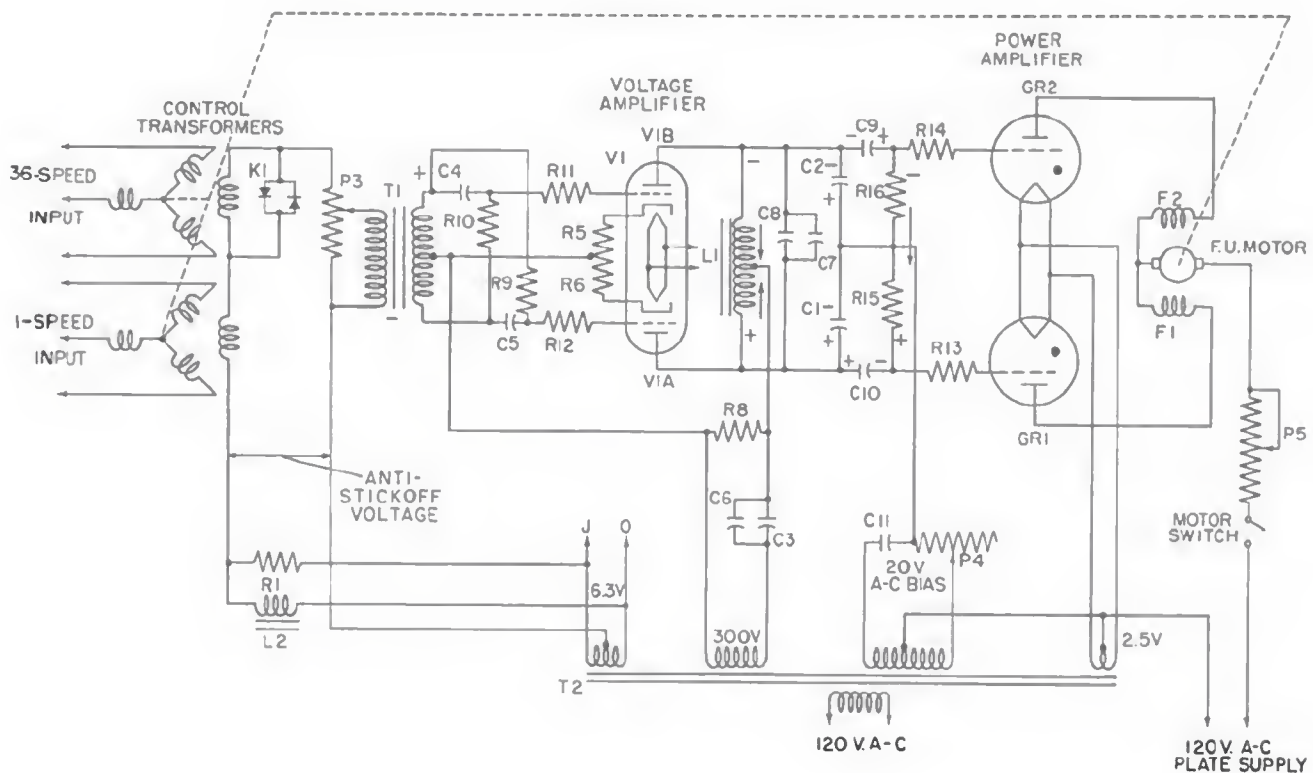 POWER
AMPLIFIER
GR2
VOLTAGE
AMPLIFIER
CONTROL
TRANSFORMERS
V1B
V1
36-SPEED
INPUT
K1
P3
T1
+
C4
R11
R10
R5
R6
R9
C5
R12
-
L1
-
+
C8
C7
C2
-
+
- C9 +
R14
-
R16
C1
-
+
R15
+
+ -
C10
R13
F2
F.U. MOTOR
F1
1-SPEED
INPUT
V1A
GR1
R8
P5
ANTI-
STICKOFF
VOLTAGE
C6
C3
J
O
C11
20V
A-C BIAS
P4
MOTOR
SWITCH
R1
6.3V
L2
300V
2.5V
T2
120 V. A-C
120 V. A-C
PLATE SUPPLY